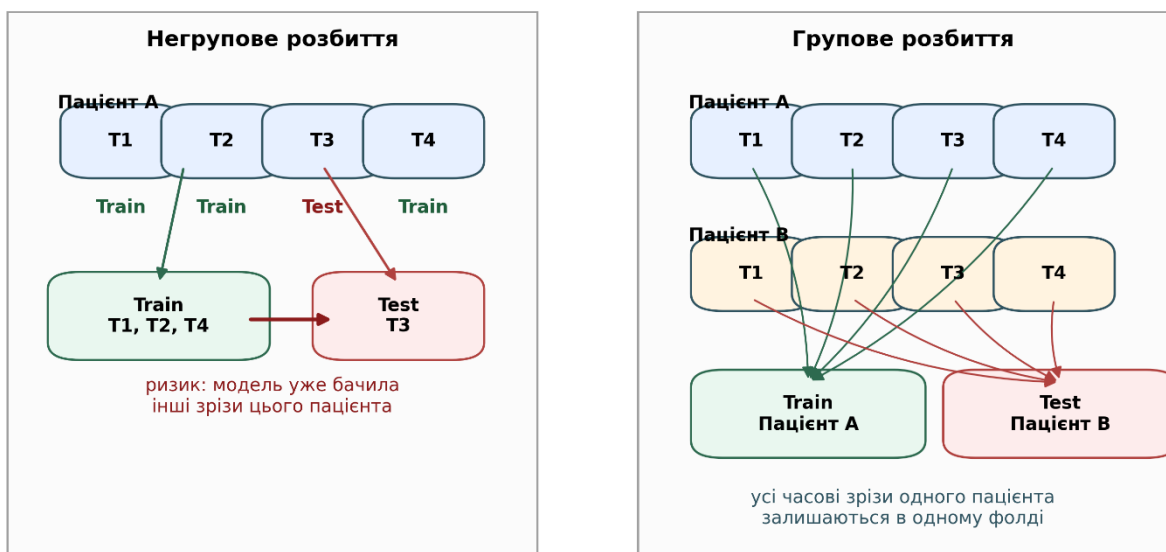 Негрупове розбиття
Пацієнт A
T1 T2 T3 T4
Train Train Test Train
Train
T1, T2, T4
Test
T3
ризик: модель уже бачила
інші зрізи цього пацієнта
Групове розбиття
Пацієнт A
T1 T2 T3 T4
Пацієнт B
T1 T2 T3 T4
Train
Пацієнт A
Test
Пацієнт B
усі часові зрізи одного пацієнта
залишаються в одному фолді